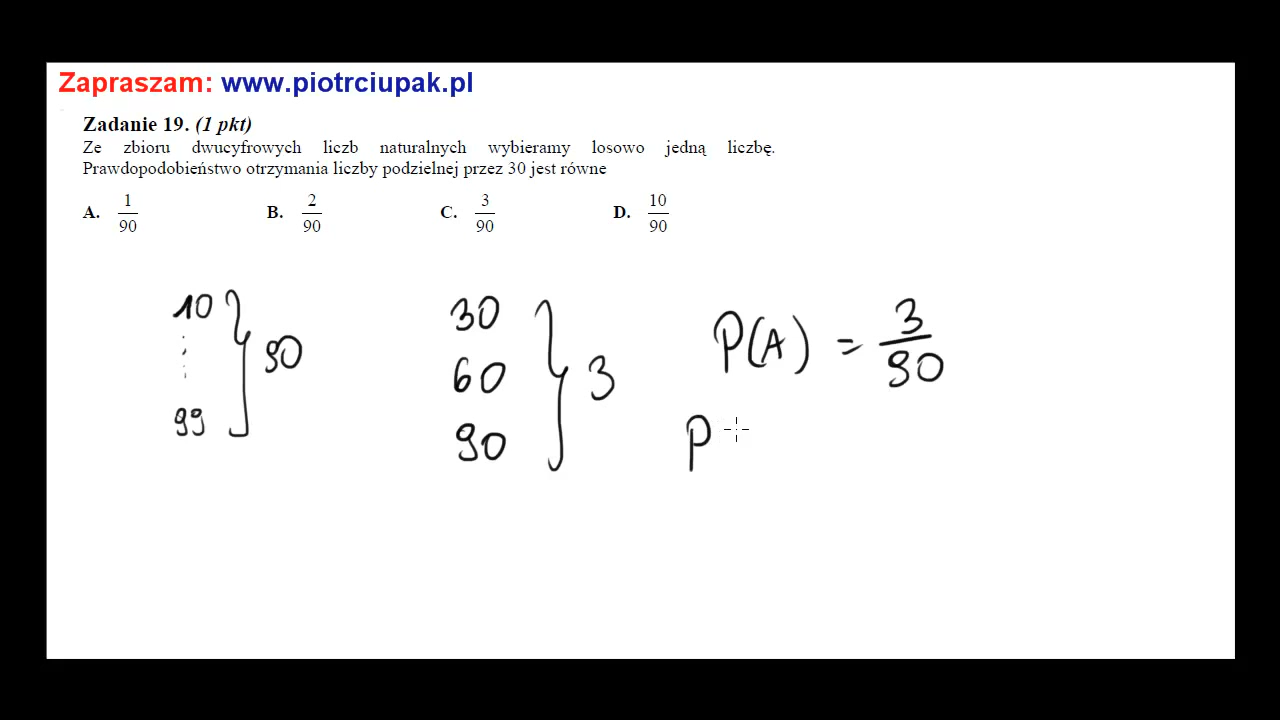 Zapraszam: www.piotrciupak.pl
Zadanie 19. (1 pkt)
Ze zbioru dwucyfrowych liczb naturalnych wybieramy losowo jedną liczbę.
Prawdopodobieństwo otrzymania liczby podzielnej przez 30 jest równe
A. 1/90 B. 2/90 C. 3/90 D. 10/90
10
⋮
99
} 90
30
60
90
} 3
P(A) = 3/90
P